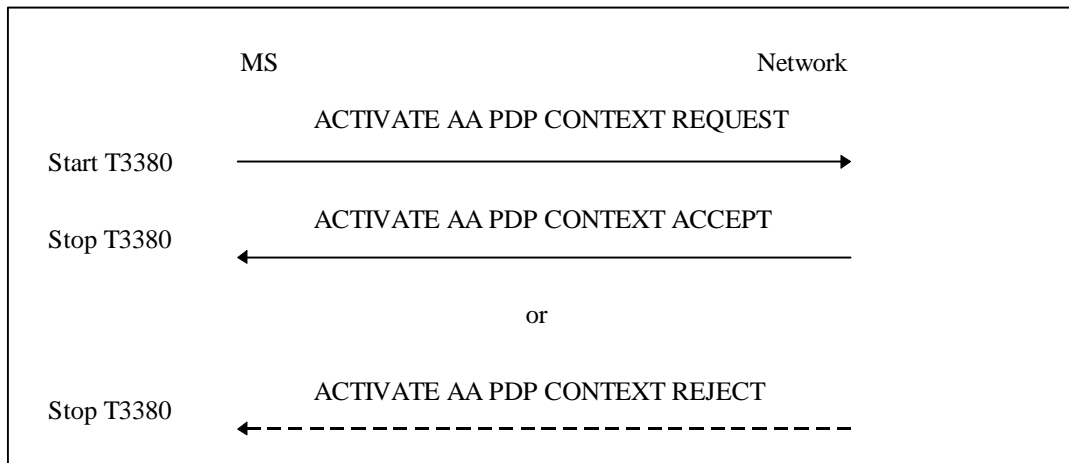 MS Network
ACTIVATE AA PDP CONTEXT REQUEST
Start T3380
ACTIVATE AA PDP CONTEXT ACCEPT
Stop T3380
or
ACTIVATE AA PDP CONTEXT REJECT
Stop T3380